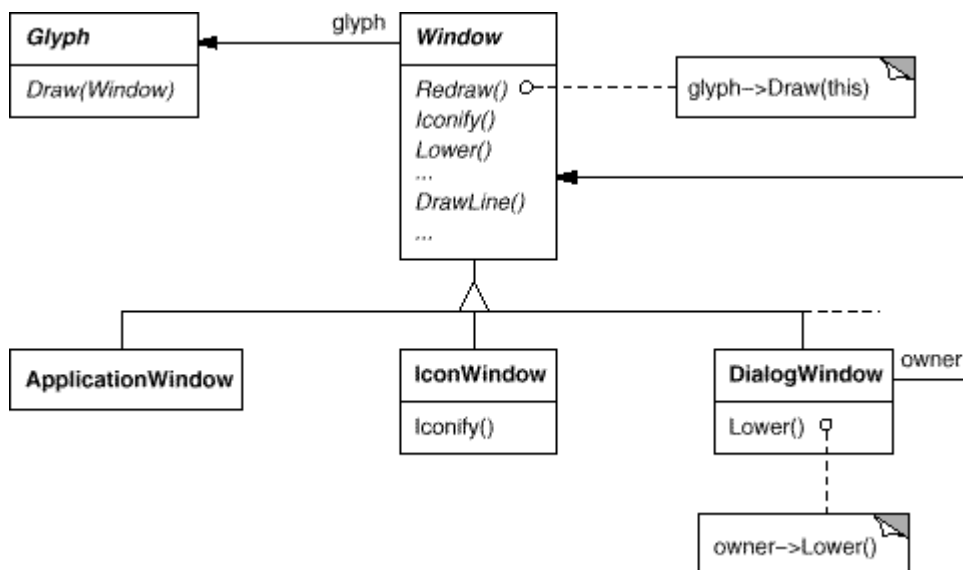 Glyph
Draw(Window)
glyph
Window
Redraw()
Iconify()
Lower()
...
DrawLine()
...
glyph->Draw(this)
ApplicationWindow
IconWindow
Iconify()
DialogWindow
Lower()
owner
owner->Lower()